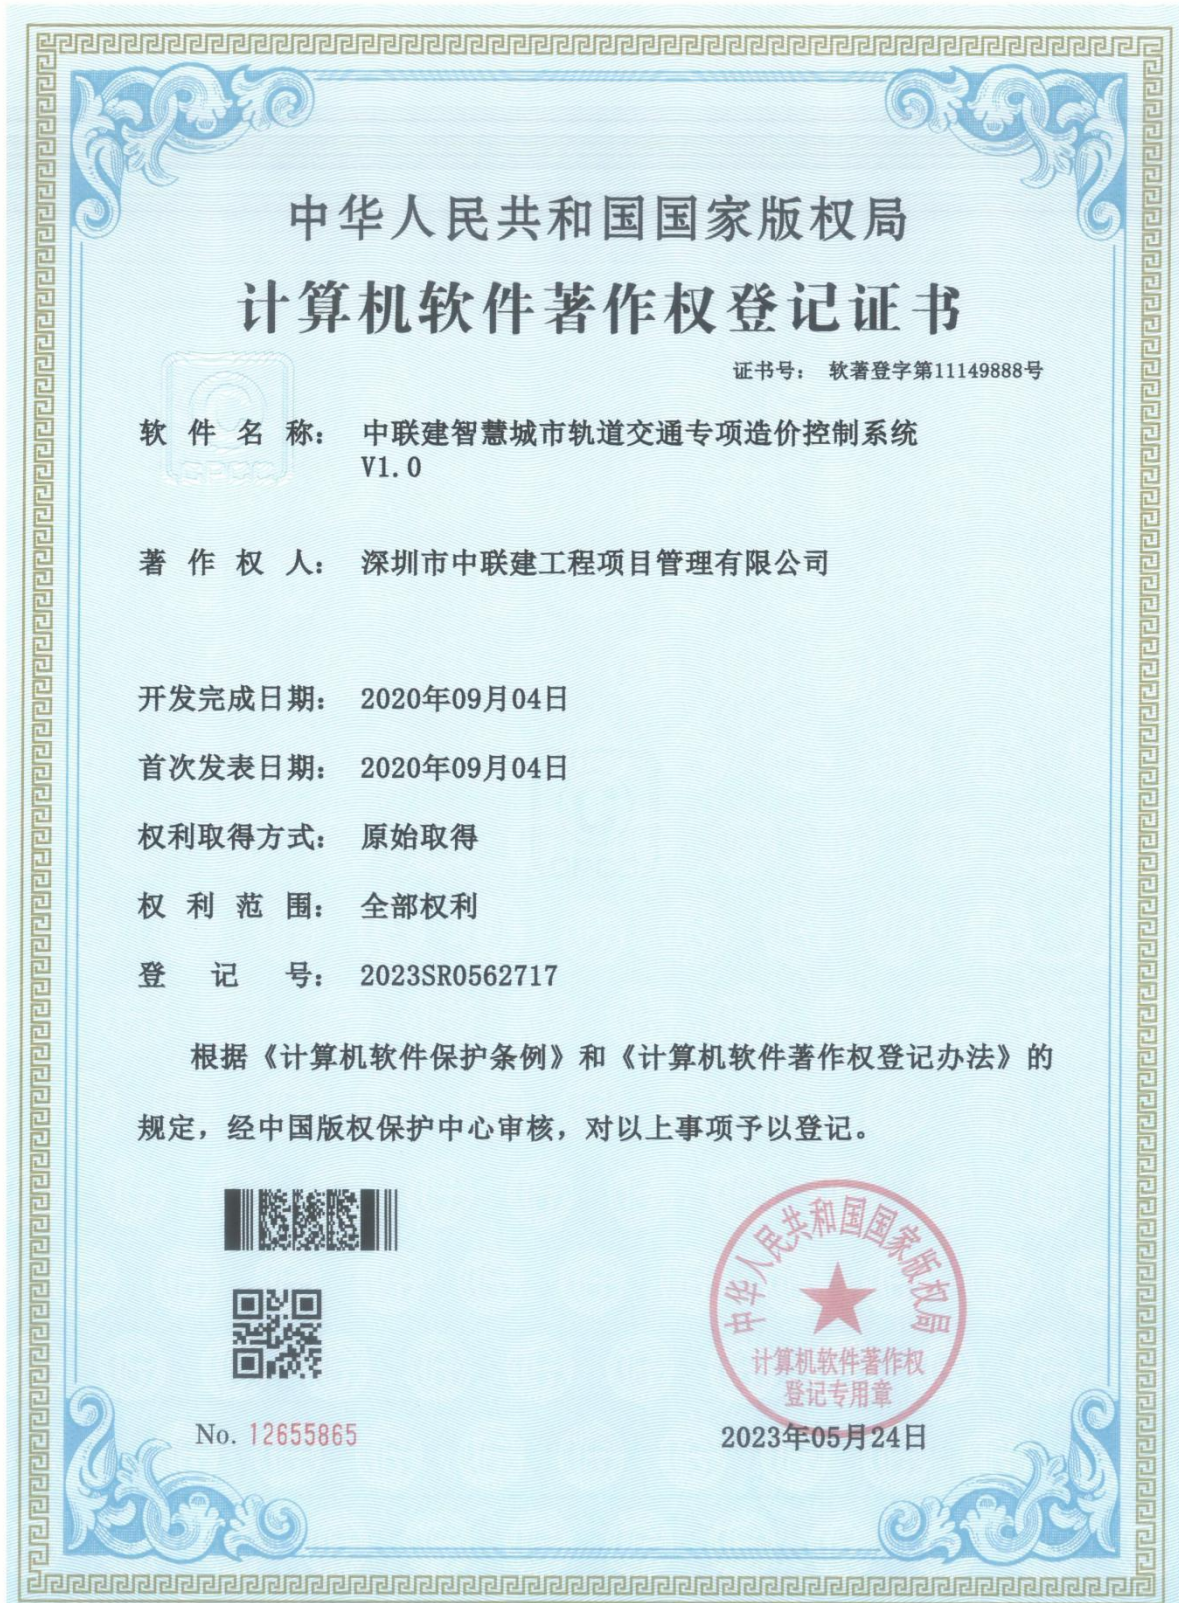 中华人民共和国国家版权局
计算机软件著作权登记证书
证书号： 软著登字第11149888号
软件名称： 中联建智慧城市轨道交通专项造价控制系统
V1.0
著作权人： 深圳市中联建工程项目管理有限公司
开发完成日期： 2020年09月04日
首次发表日期： 2020年09月04日
权利取得方式： 原始取得
权利范围： 全部权利
登记号： 2023SR0562717
根据《计算机软件保护条例》和《计算机软件著作权登记办法》的
规定，经中国版权保护中心审核，对以上事项予以登记。
中华人民共和国国家版权局
计算机软件著作权
登记专用章
No. 12655865
2023年05月24日